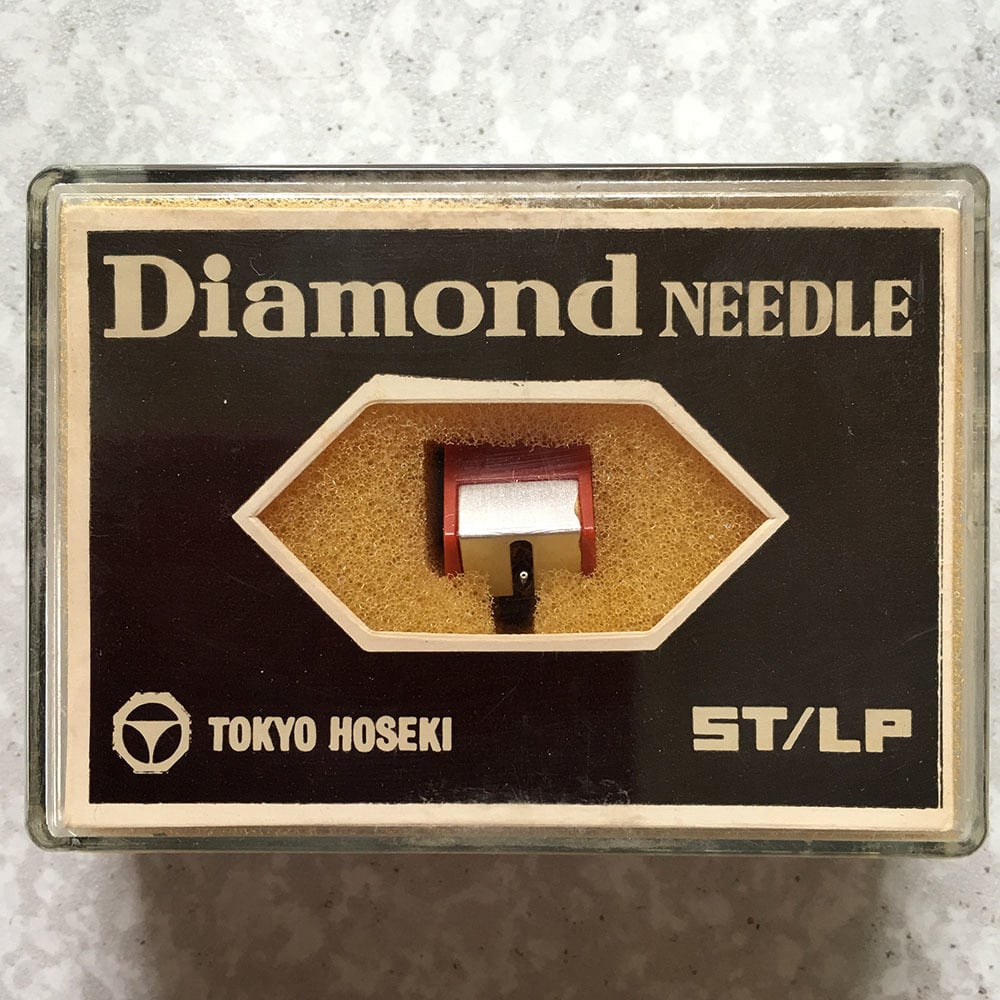 Diamond NEEDLE
TOKYO HOSEKI
ST/LP